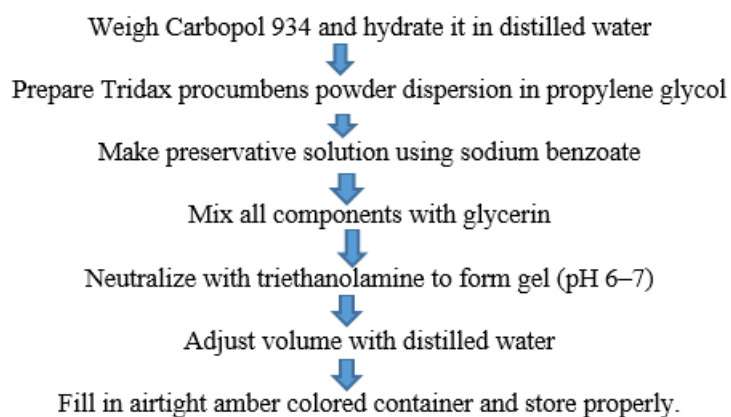 Weigh Carbopol 934 and hydrate it in distilled water
Prepare Tridax procumbens powder dispersion in propylene glycol
Make preservative solution using sodium benzoate
Mix all components with glycerin
Neutralize with triethanolamine to form gel (pH 6–7)
Adjust volume with distilled water
Fill in airtight amber colored container and store properly.